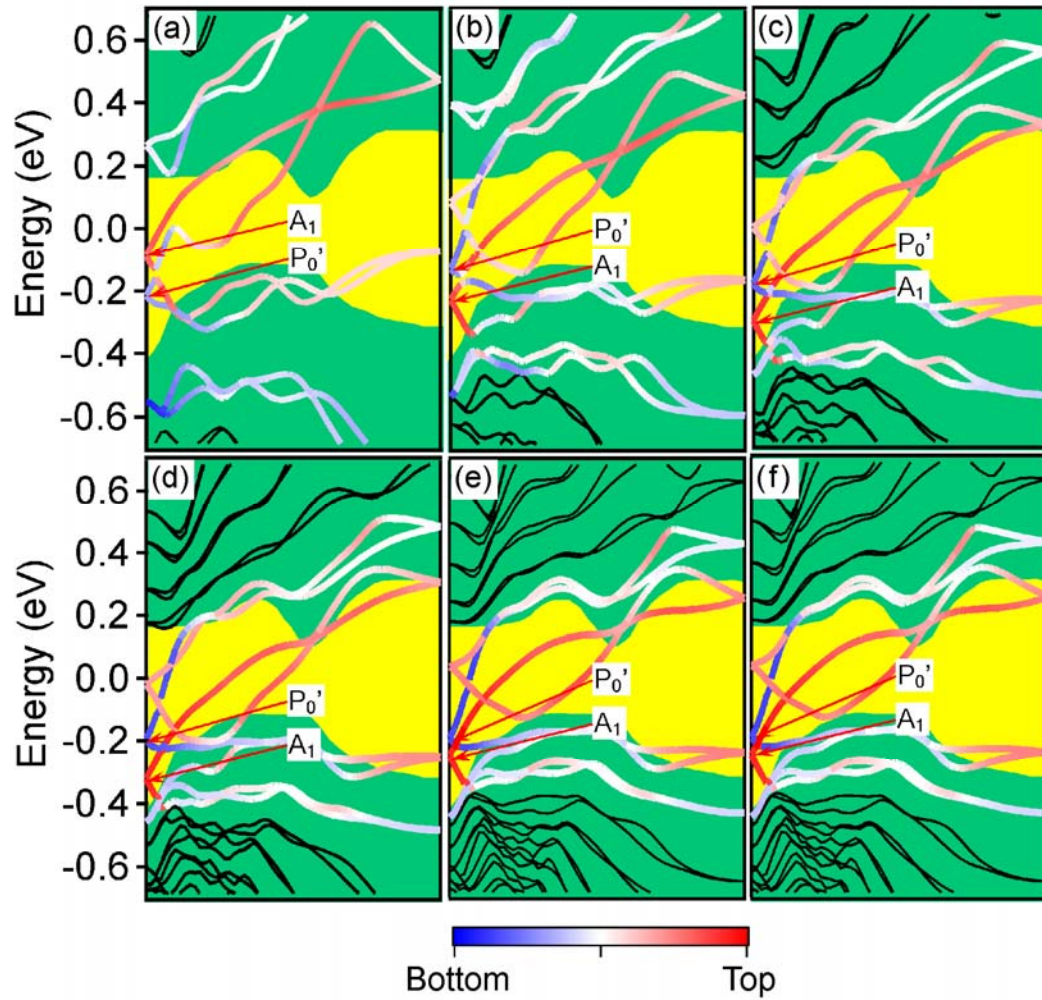 (a) (b) (c)
0.6
0.4
0.2
0.0
-0.2
-0.4
-0.6
Energy (eV)
A1
P0'
P0'
A1
P0'
A1
(d) (e) (f)
0.6
0.4
0.2
0.0
-0.2
-0.4
-0.6
Energy (eV)
P0'
A1
P0'
A1
P0'
A1
Bottom Top